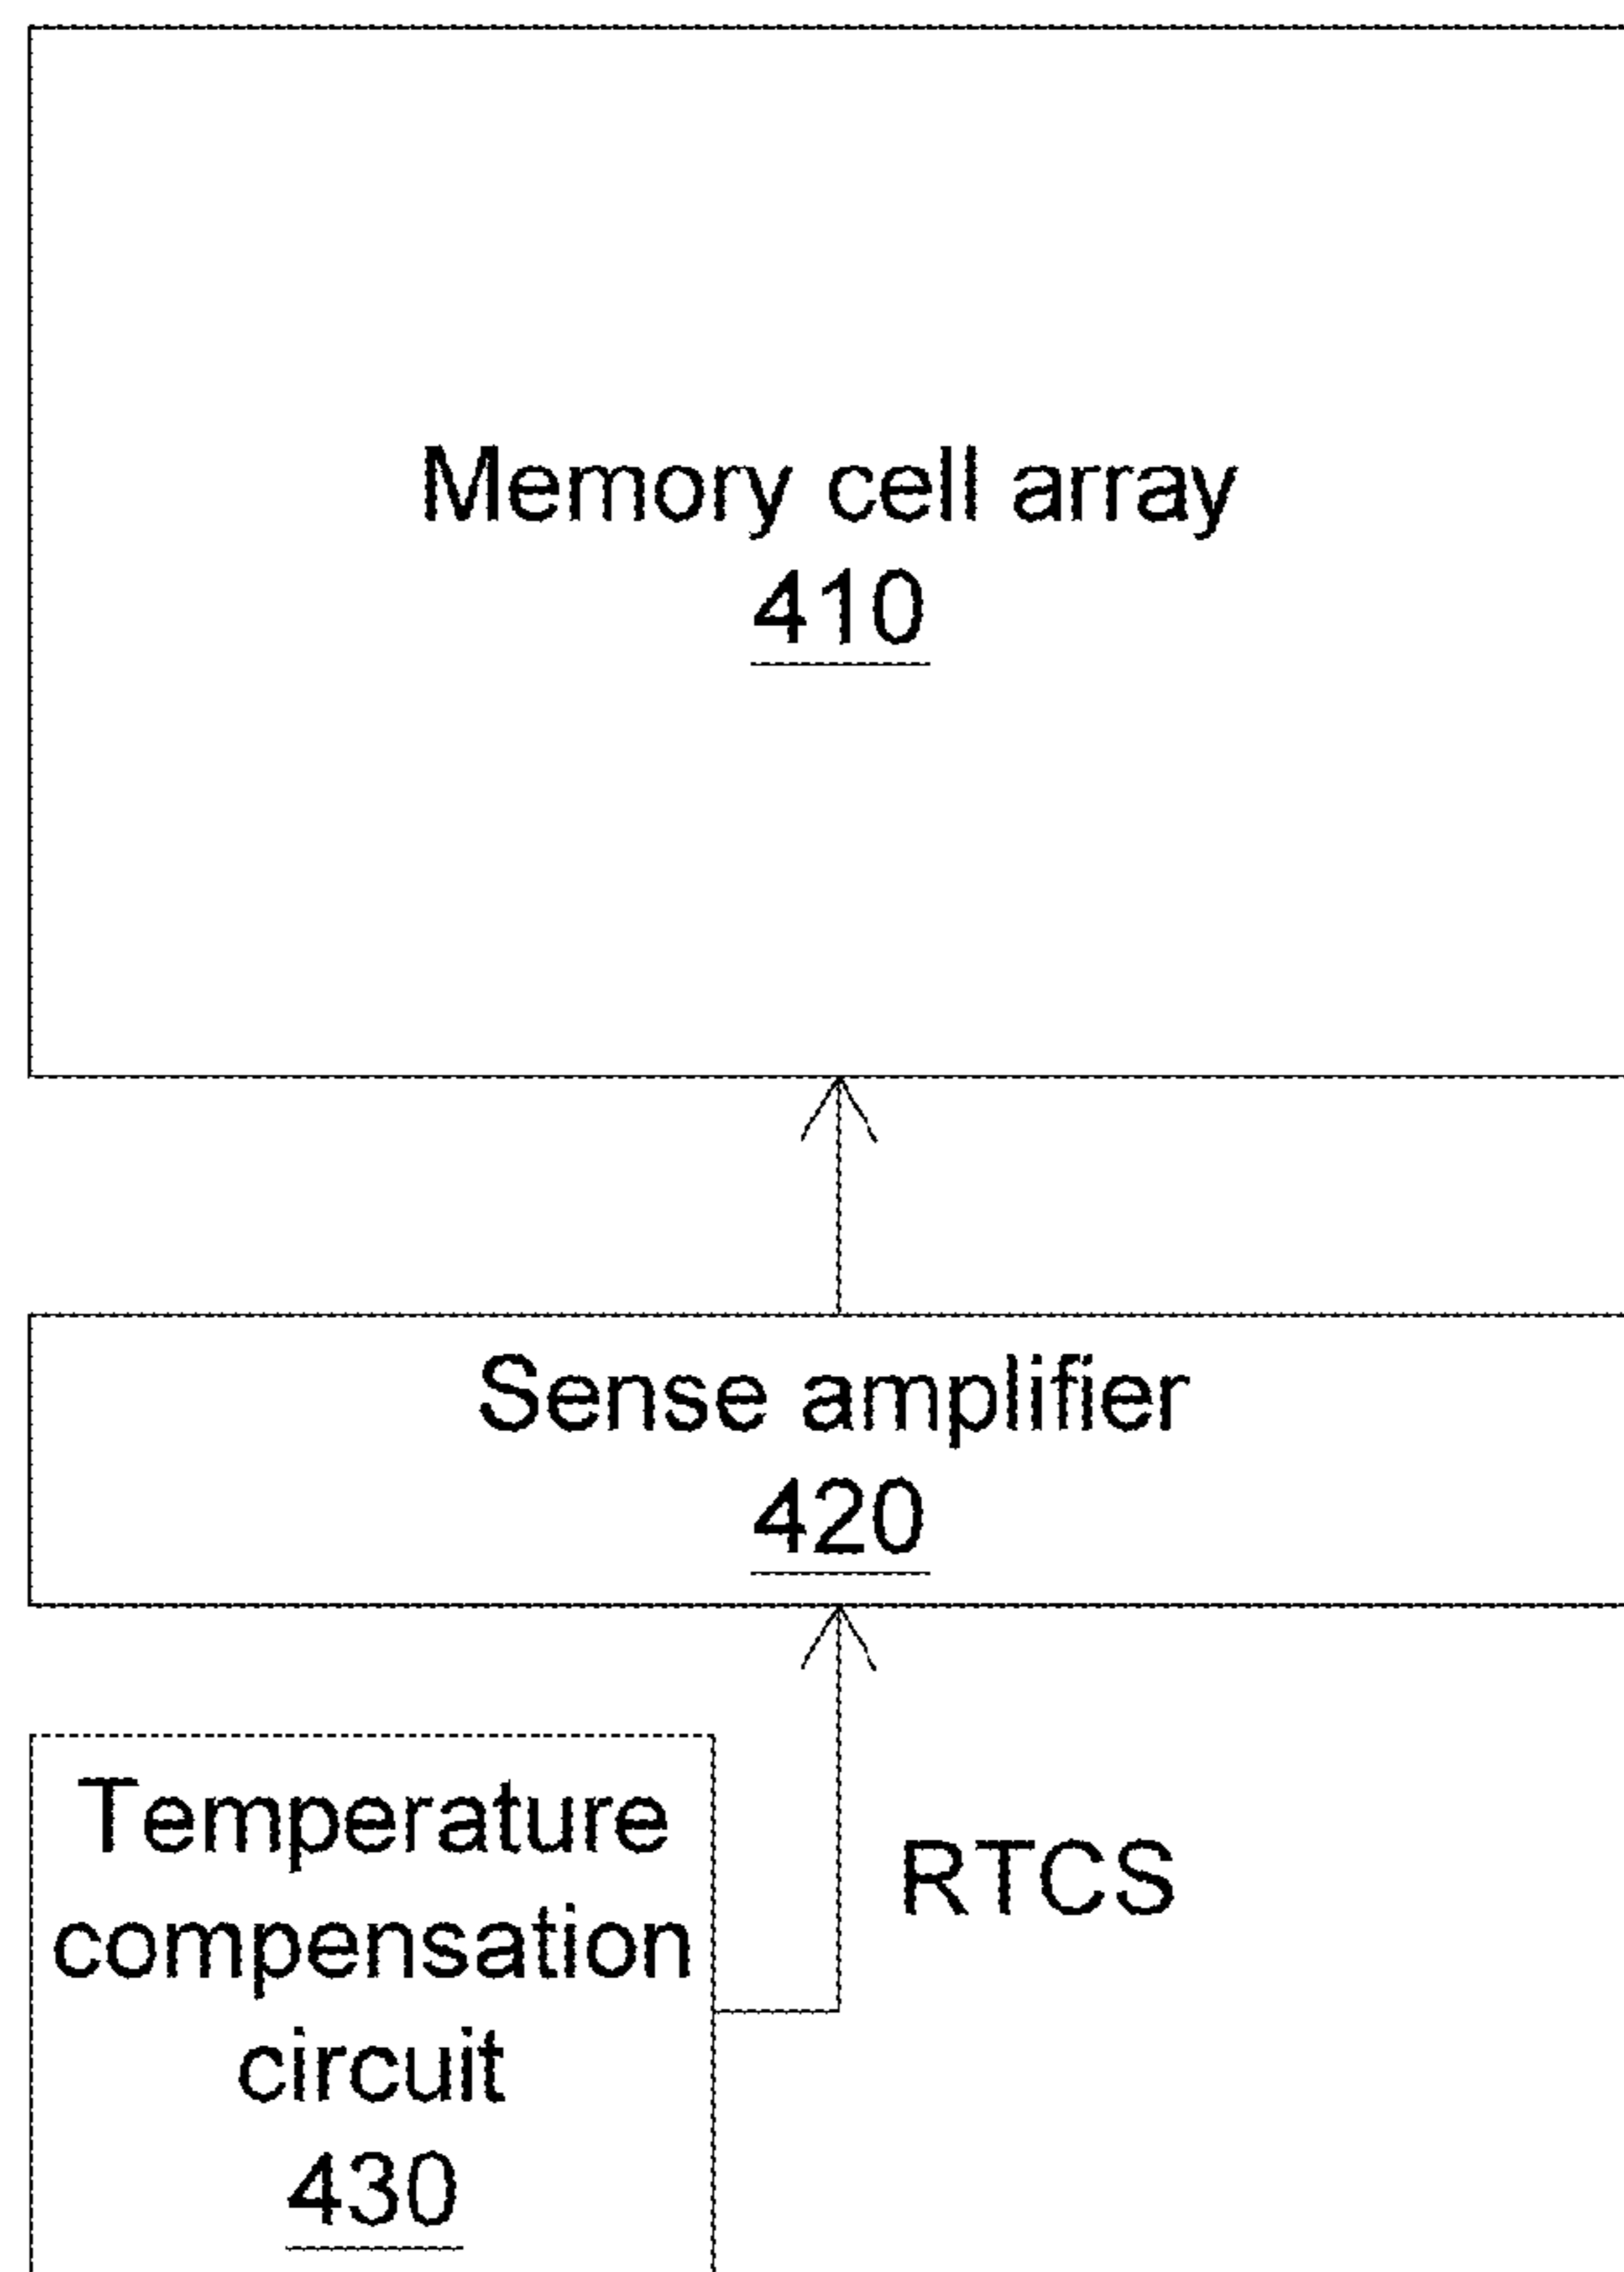 Memory cell array
410
Sense amplifier
420
Temperature
compensation
circuit
430
RTCS